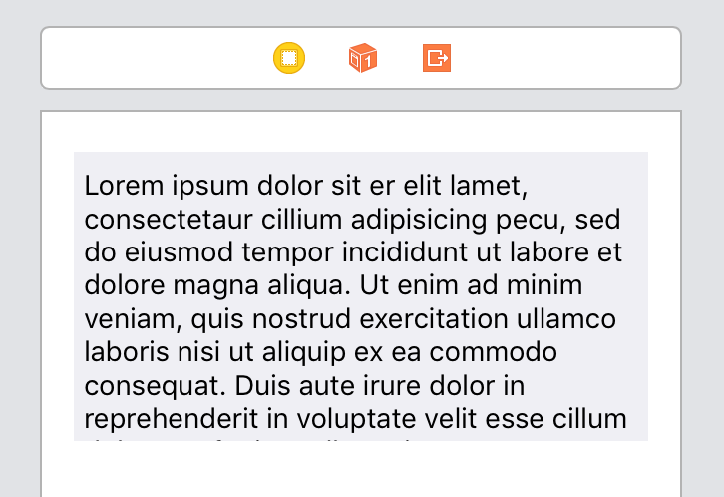 1
Lorem ipsum dolor sit er elit lamet,
consectetaur cillium adipisicing pecu, sed
do eiusmod tempor incididunt ut labore et
dolore magna aliqua. Ut enim ad minim
veniam, quis nostrud exercitation ullamco
laboris nisi ut aliquip ex ea commodo
consequat. Duis aute irure dolor in
reprehenderit in voluptate velit esse cillum